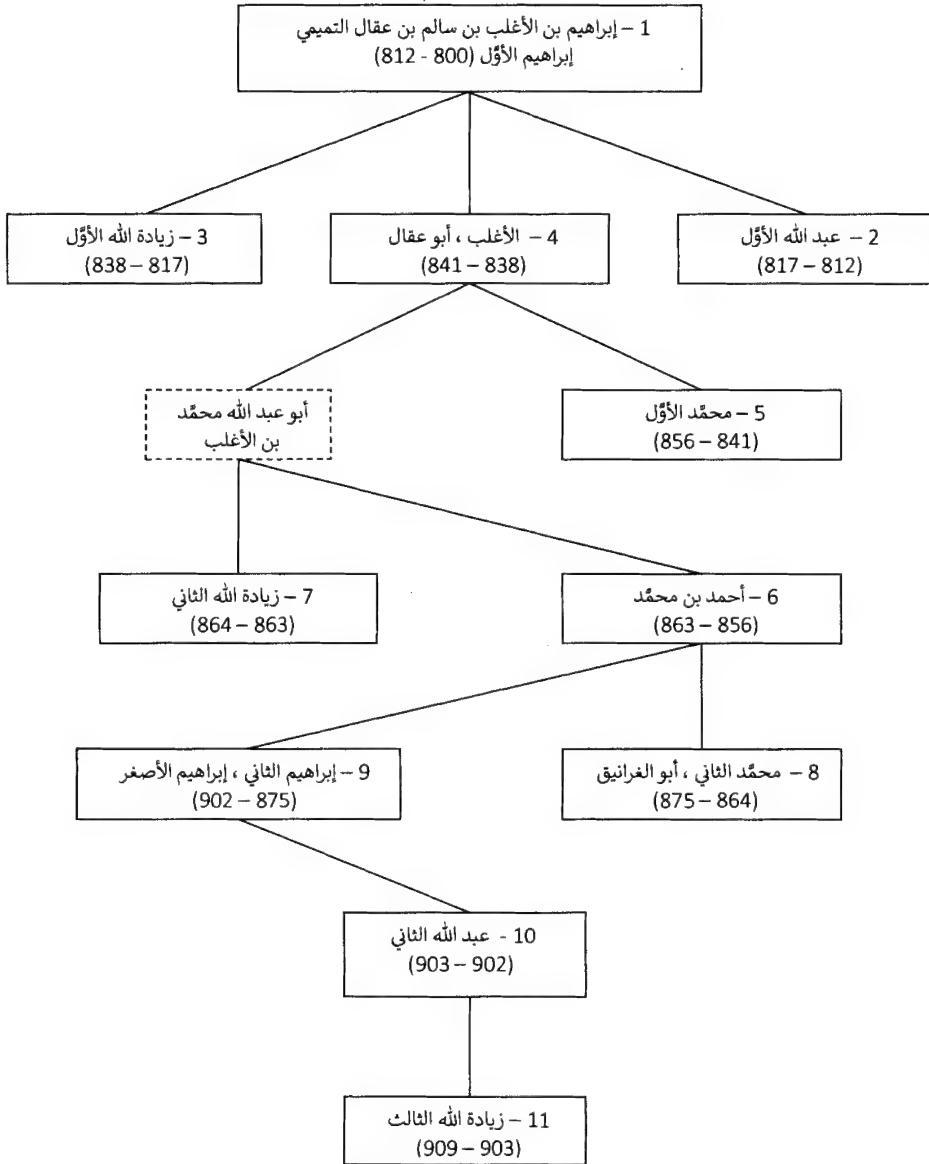 1 – إبراهيم بن الأغلب بن سالم بن عقال التميمي
إبراهيم الأوَّل (800 - 812)
2 – عبد الله الأوَّل
(812 – 817)
4 – الأغلب ، أبو عقال
(838 – 841)
3 – زيادة الله الأوَّل
(817 – 838)
5 – محمَّد الأوَّل
(841 – 856)
أبو عبد الله محمَّد
بن الأغلب
6 – أحمد بن محمَّد
(856 – 863)
7 – زيادة الله الثاني
(863 – 864)
8 – محمَّد الثاني ، أبو الغرانيق
(864 – 875)
9 – إبراهيم الثاني ، إبراهيم الأصغر
(875 – 902)
10 - عبد الله الثاني
(902 – 903)
11 – زيادة الله الثالث
(903 – 909)